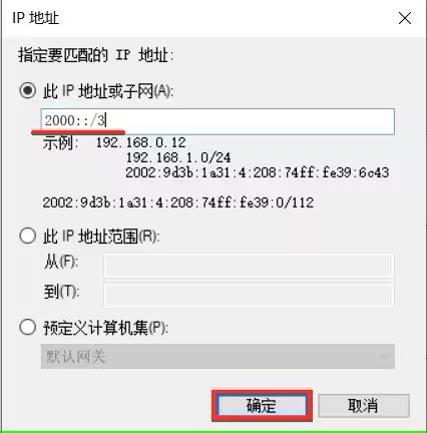 IP 地址
指定要匹配的 IP 地址:
此 IP 地址或子网(A):
2000::/3
示例: 192.168.0.12
192.168.1.0/24
2002:9d3b:1a31:4:208:74ff:fe39:6c43
2002:9d3b:1a31:4:208:74ff:fe39:0/112
此 IP 地址范围(R):
从(F):
到(T):
预定义计算机集(P):
默认网关
确定
取消